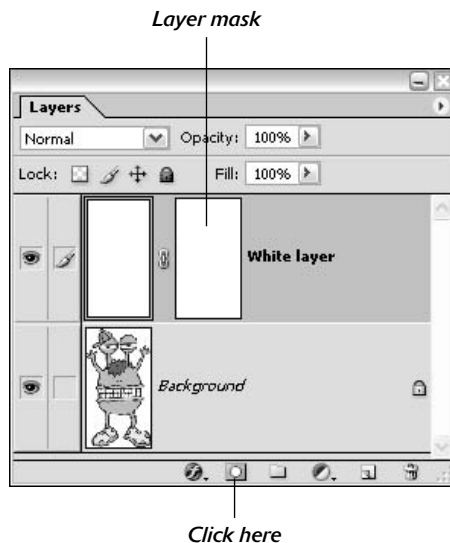 Layer mask
Layers
Normal Opacity: 100%
Lock: Fill: 100%
White layer
Background
Click here